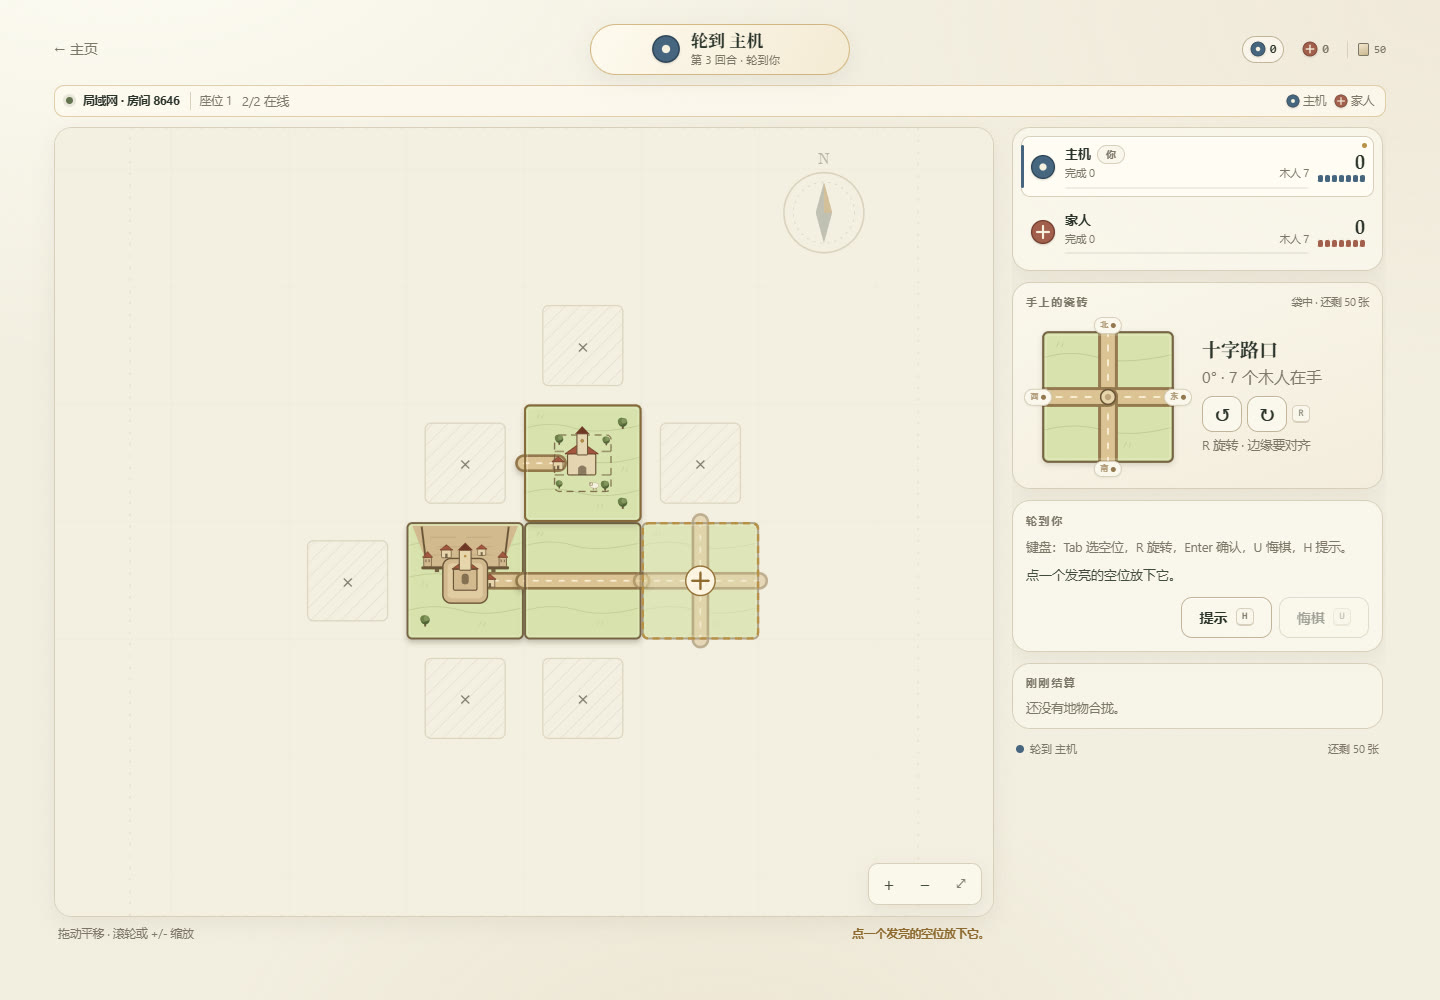 ← 主页
轮到 主机
第 3 回合 · 轮到你
0
0
50
局域网 · 房间 8646
座位 1
2/2 在线
主机
家人
N
主机
你
完成 0
木人 7
0
家人
完成 0
木人 7
0
手上的瓷砖
袋中 · 还剩 50 张
北
西
东
南
十字路口
0° · 7 个木人在手
↺ ↻ R
R 旋转 · 边缘要对齐
轮到你
键盘：Tab 选空位，R 旋转，Enter 确认，U 悔棋，H 提示。
点一个发亮的空位放下它。
提示 H
悔棋 U
刚刚结算
还没有地物合拢。
轮到 主机
还剩 50 张
+ − ⤢
拖动平移 · 滚轮或 +/- 缩放
点一个发亮的空位放下它。